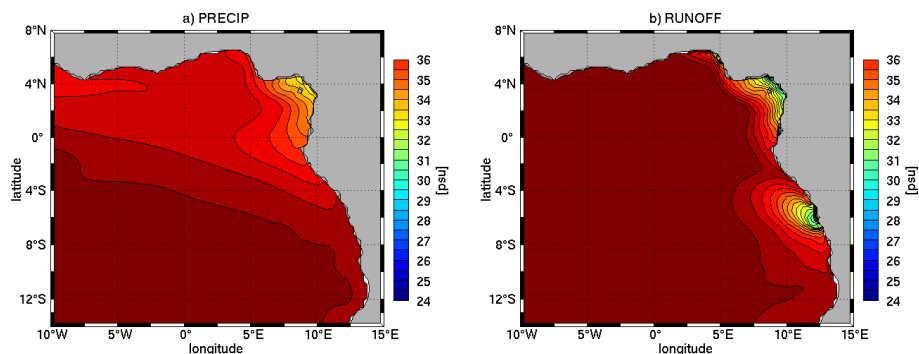 a) PRECIP
8°N
4°N
0°
4°S
8°S
12°S
10°W
5°W
0°
5°E
10°E
15°E
latitude
longitude
36
35
34
33
32
31
30
29
28
27
26
25
24
[psu]
b) RUNOFF
8°N
4°N
0°
4°S
8°S
12°S
10°W
5°W
0°
5°E
10°E
15°E
latitude
longitude
36
35
34
33
32
31
30
29
28
27
26
25
24
[psu]